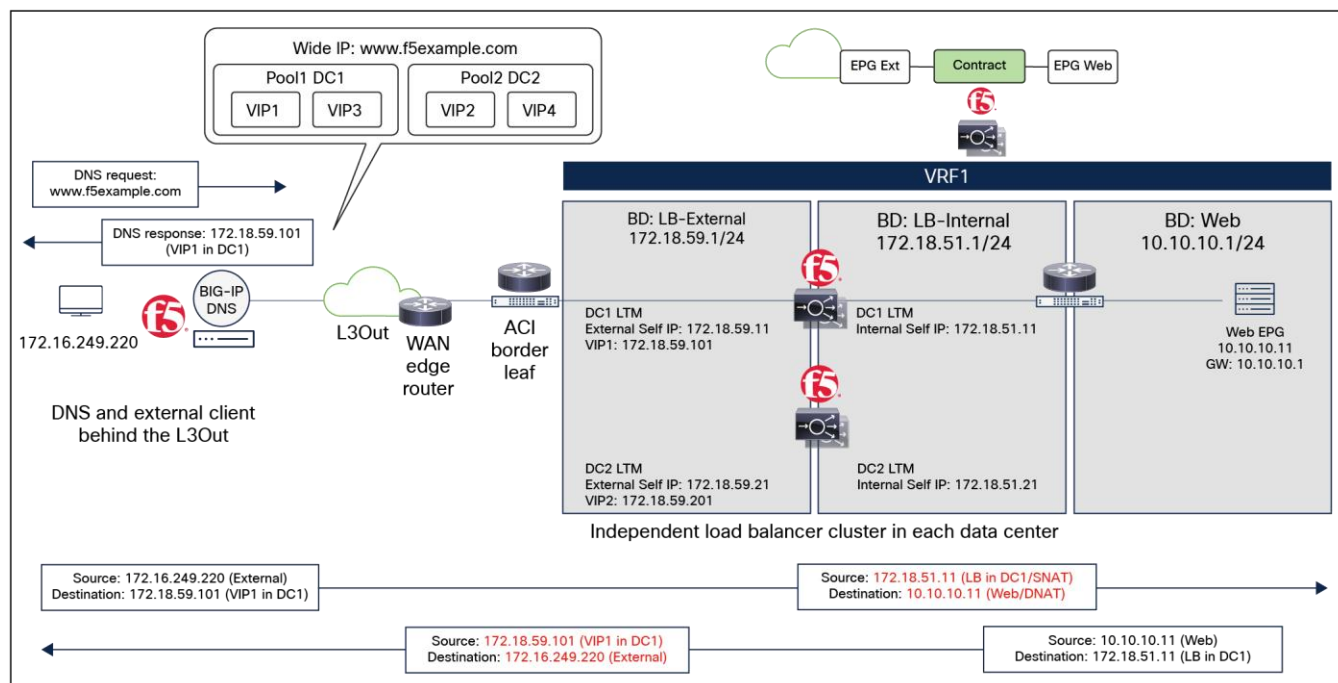 Wide IP: www.f5example.com
Pool1 DC1
VIP1
VIP3
Pool2 DC2
VIP2
VIP4
EPG Ext
Contract
EPG Web
f5
DNS request:
www.f5example.com
DNS response: 172.18.59.101
(VIP1 in DC1)
VRF1
BD: LB-External
172.18.59.1/24
BD: LB-Internal
172.18.51.1/24
BD: Web
10.10.10.1/24
172.16.249.220
f5
BIG-IP
DNS
L3Out
WAN
edge
router
ACI
border
leaf
f5
DC1 LTM
External Self IP: 172.18.59.11
VIP1: 172.18.59.101
DC1 LTM
Internal Self IP: 172.18.51.11
Web EPG
10.10.10.11
GW: 10.10.10.1
DNS and external client
behind the L3Out
f5
DC2 LTM
External Self IP: 172.18.59.21
VIP2: 172.18.59.201
DC2 LTM
Internal Self IP: 172.18.51.21
Independent load balancer cluster in each data center
Source: 172.16.249.220 (External)
Destination: 172.18.59.101 (VIP1 in DC1)
Source: 172.18.51.11 (LB in DC1/SNAT)
Destination: 10.10.10.11 (Web/DNAT)
Source: 172.18.59.101 (VIP1 in DC1)
Destination: 172.16.249.220 (External)
Source: 10.10.10.11 (Web)
Destination: 172.18.51.11 (LB in DC1)